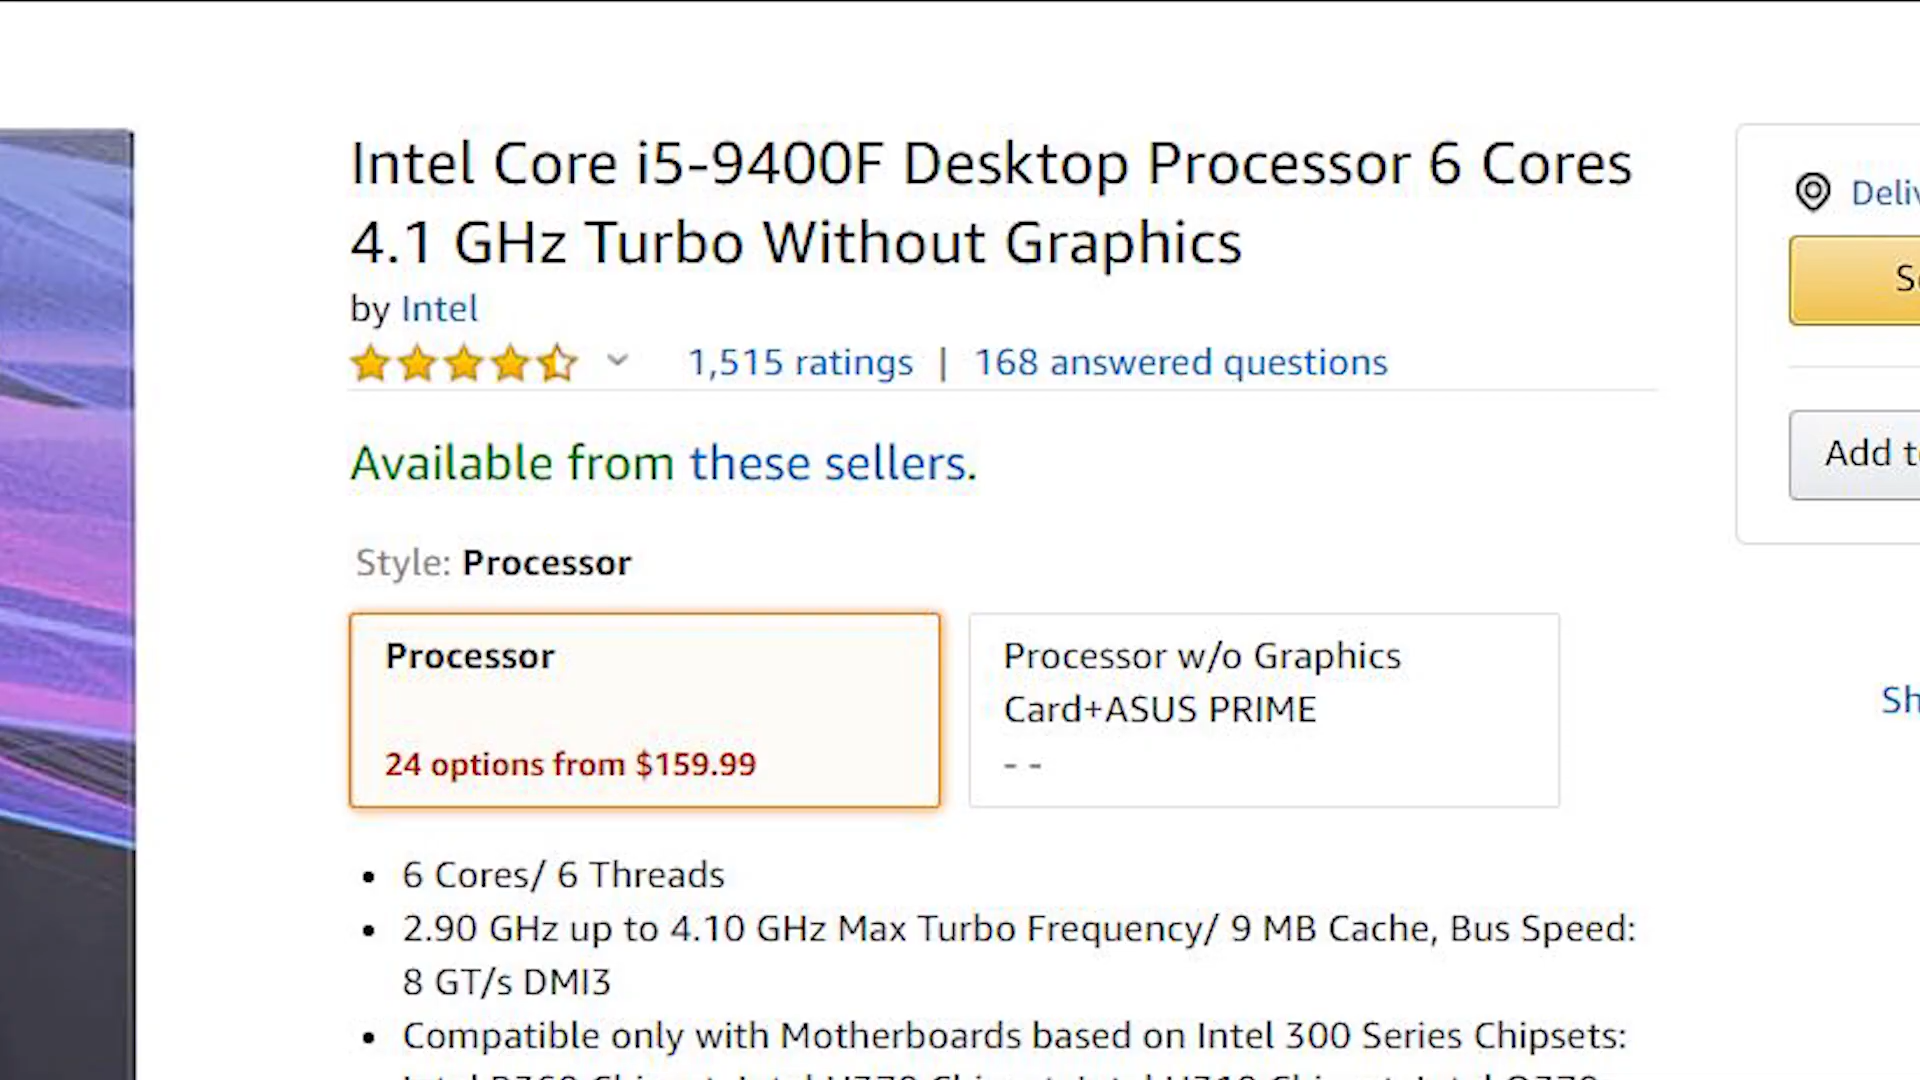 Intel Core i5-9400F Desktop Processor 6 Cores
4.1 GHz Turbo Without Graphics
by Intel
1,515 ratings | 168 answered questions
Available from these sellers.
Style: Processor
Processor
24 options from $159.99
Processor w/o Graphics
Card+ASUS PRIME
- -
• 6 Cores/ 6 Threads
• 2.90 GHz up to 4.10 GHz Max Turbo Frequency/ 9 MB Cache, Bus Speed:
8 GT/s DMI3
• Compatible only with Motherboards based on Intel 300 Series Chipsets:
Add